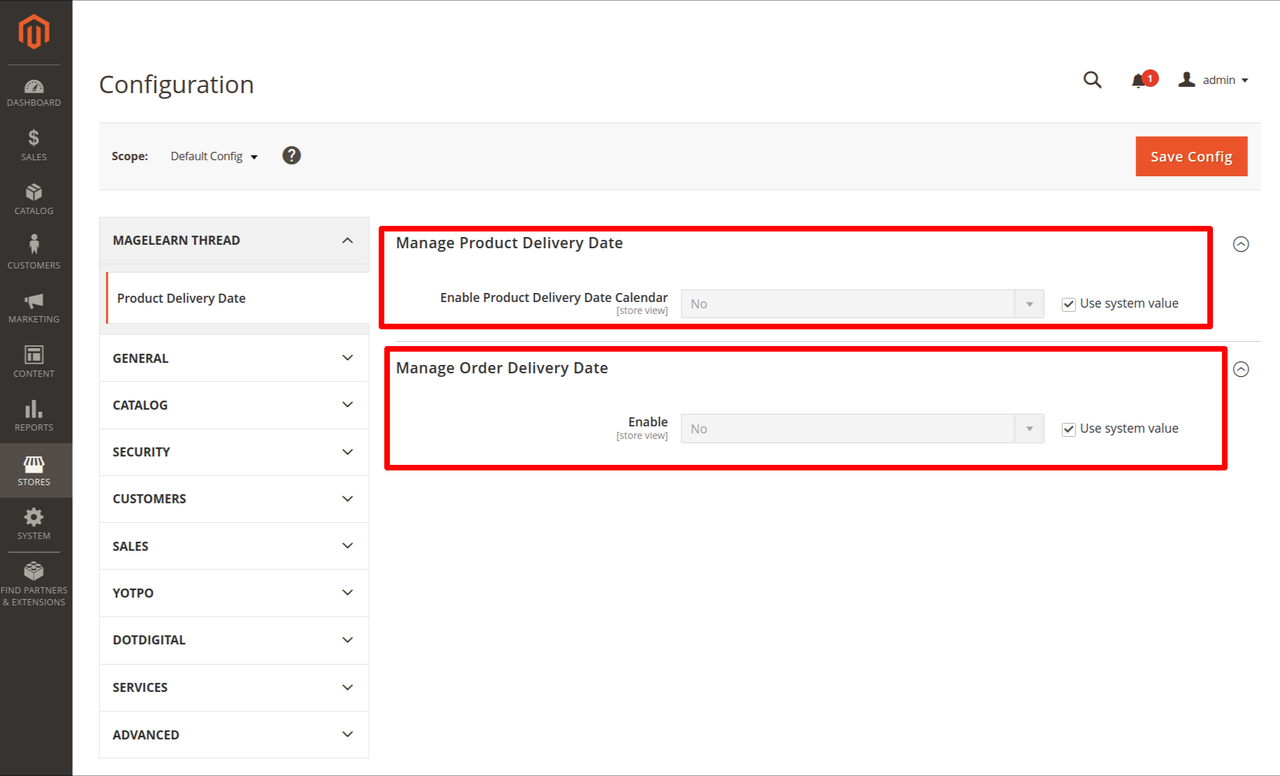 Configuration
1
admin
Scope:
Default Config
?
Save Config
DASHBOARD
SALES
CATALOG
CUSTOMERS
MARKETING
CONTENT
REPORTS
STORES
SYSTEM
FIND PARTNERS
& EXTENSIONS
MAGELEARN THREAD
Product Delivery Date
GENERAL
CATALOG
SECURITY
CUSTOMERS
SALES
YOTPO
DOTDIGITAL
SERVICES
ADVANCED
Manage Product Delivery Date
Enable Product Delivery Date Calendar
[store view]
No
Use system value
Manage Order Delivery Date
Enable
[store view]
No
Use system value